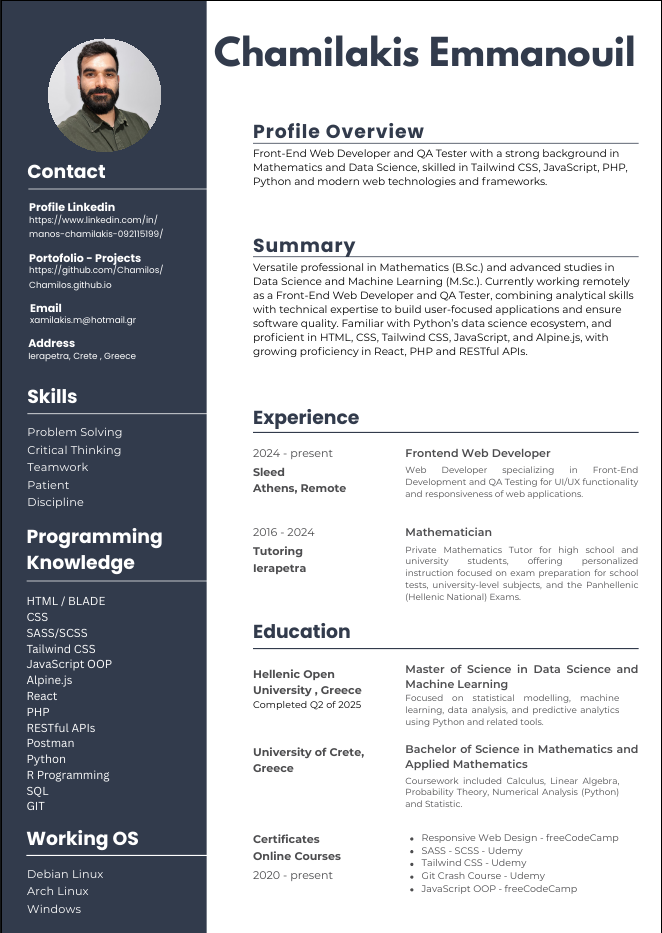 Chamilakis Emmanouil
Contact
Profile Linkedin
https://www.linkedin.com/in/
manos-chamilakis-092115199/
Portofolio - Projects
https://github.com/Chamilos/
Chamilos.github.io
Email
xamilakis.m@hotmail.gr
Address
Ierapetra, Crete , Greece
Skills
Problem Solving
Critical Thinking
Teamwork
Patient
Discipline
Programming
Knowledge
HTML / BLADE
CSS
SASS/SCSS
Tailwind CSS
JavaScript OOP
Alpine.js
React
PHP
RESTful APIs
Postman
Python
R Programming
SQL
GIT
Working OS
Debian Linux
Arch Linux
Windows
Profile Overview
Front-End Web Developer and QA Tester with a strong background in
Mathematics and Data Science, skilled in Tailwind CSS, JavaScript, PHP,
Python and modern web technologies and frameworks.
Summary
Versatile professional in Mathematics (B.Sc.) and advanced studies in
Data Science and Machine Learning (M.Sc.). Currently working remotely
as a Front-End Web Developer and QA Tester, combining analytical skills
with technical expertise to build user-focused applications and ensure
software quality. Familiar with Python's data science ecosystem, and
proficient in HTML, CSS, Tailwind CSS, JavaScript, and Alpine.js, with
growing proficiency in React, PHP and RESTful APIs.
Experience
2024 - present
Sleed
Athens, Remote
Frontend Web Developer
Web Developer specializing in Front-End
Development and QA Testing for UI/UX functionality
and responsiveness of web applications.
2016 - 2024
Tutoring
Ierapetra
Mathematician
Private Mathematics Tutor for high school and
university students, offering personalized
instruction focused on exam preparation for school
tests, university-level subjects, and the Panhellenic
(Hellenic National) Exams.
Education
Hellenic Open
University , Greece
Completed Q2 of 2025
Master of Science in Data Science and
Machine Learning
Focused on statistical modelling, machine
learning, data analysis, and predictive analytics
using Python and related tools.
University of Crete,
Greece
Bachelor of Science in Mathematics and
Applied Mathematics
Coursework included Calculus, Linear Algebra,
Probability Theory, Numerical Analysis (Python)
and Statistic.
Certificates
Online Courses
2020 - present
• Responsive Web Design - freeCodeCamp
• SASS - SCSS - Udemy
• Tailwind CSS - Udemy
• Git Crash Course - Udemy
• JavaScript OOP - freeCodeCamp